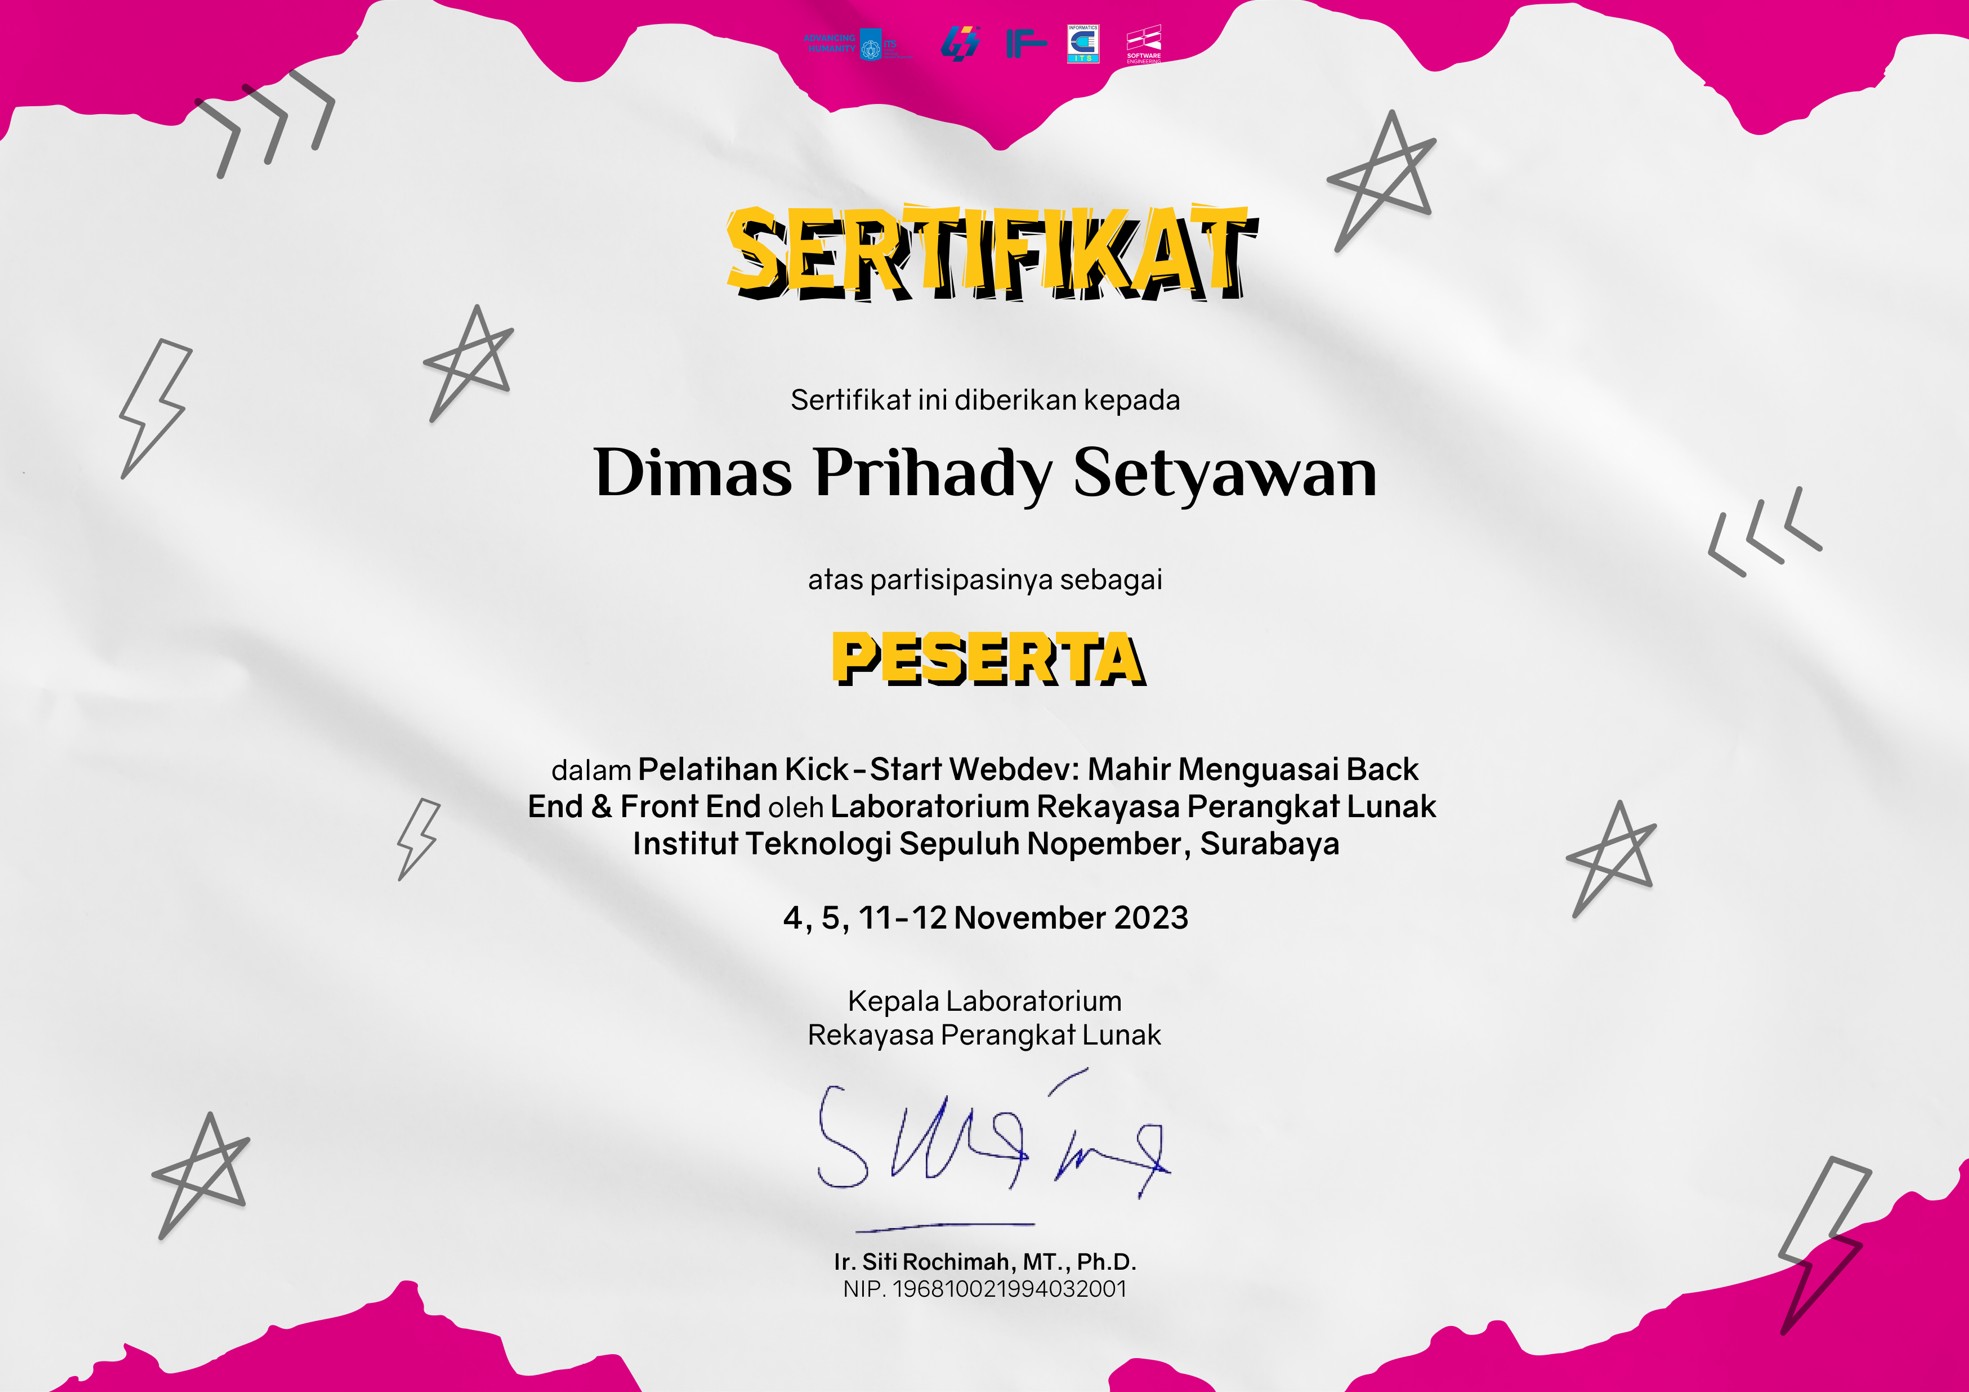 ADVANCING
HUMANITY
ITS
IF
INFORMATICS
ITS
SOFTWARE
ENGINEERING
SERTIFIKAT
Sertifikat ini diberikan kepada
Dimas Prihady Setyawan
atas partisipasinya sebagai
PESERTA
dalam Pelatihan Kick-Start Webdev: Mahir Menguasai Back
End & Front End oleh Laboratorium Rekayasa Perangkat Lunak
Institut Teknologi Sepuluh Nopember, Surabaya
4, 5, 11-12 November 2023
Kepala Laboratorium
Rekayasa Perangkat Lunak
Ir. Siti Rochimah, MT., Ph.D.
NIP. 196810021994032001